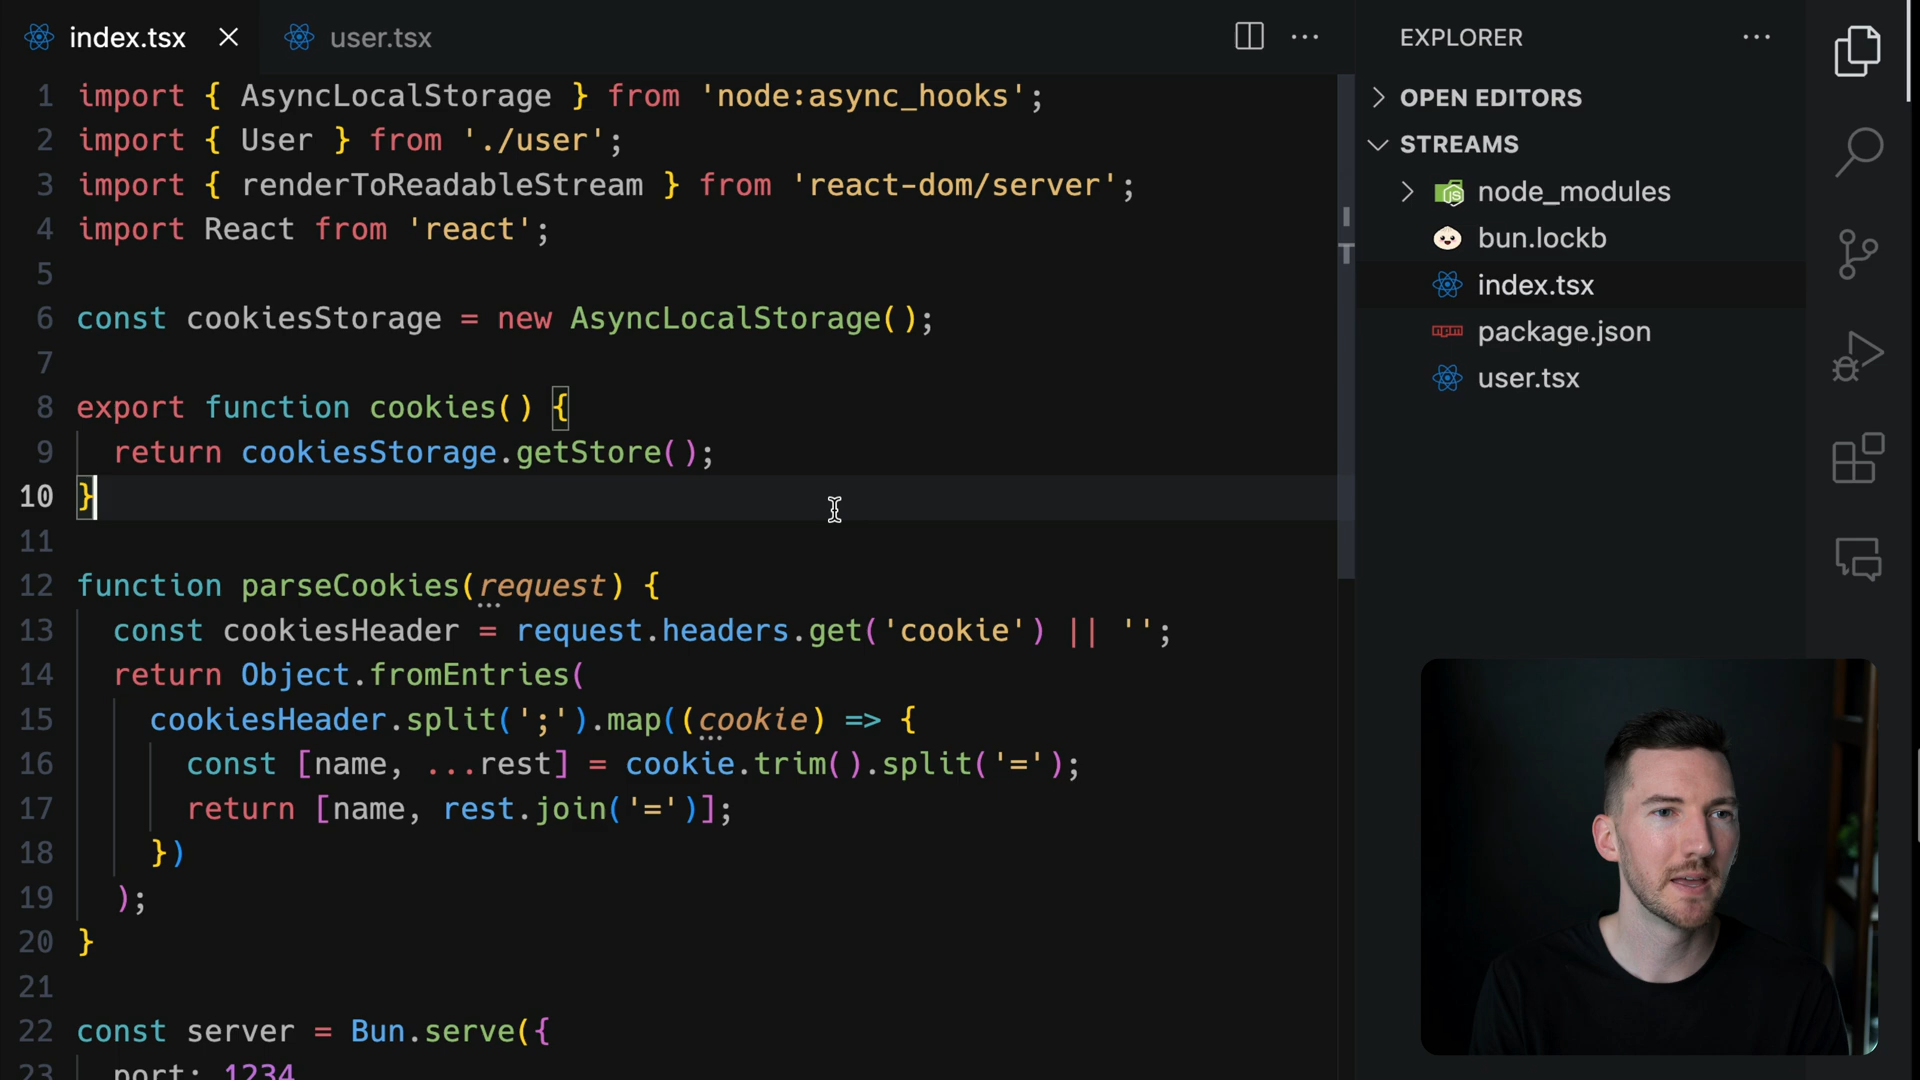 index.tsx
user.tsx
1 import { AsyncLocalStorage } from 'node:async_hooks';
2 import { User } from './user';
3 import { renderToReadableStream } from 'react-dom/server';
4 import React from 'react';
5
6 const cookiesStorage = new AsyncLocalStorage();
7
8 export function cookies() {
9 return cookiesStorage.getStore();
10 }
11
12 function parseCookies(request) {
13 const cookiesHeader = request.headers.get('cookie') || '';
14 return Object.fromEntries(
15 cookiesHeader.split(';').map((cookie) => {
16 const [name, ...rest] = cookie.trim().split('=');
17 return [name, rest.join('=')];
18 })
19 );
20 }
21
22 const server = Bun.serve({
23 port: 1234
EXPLORER
OPEN EDITORS
STREAMS
node_modules
bun.lockb
index.tsx
package.json
user.tsx